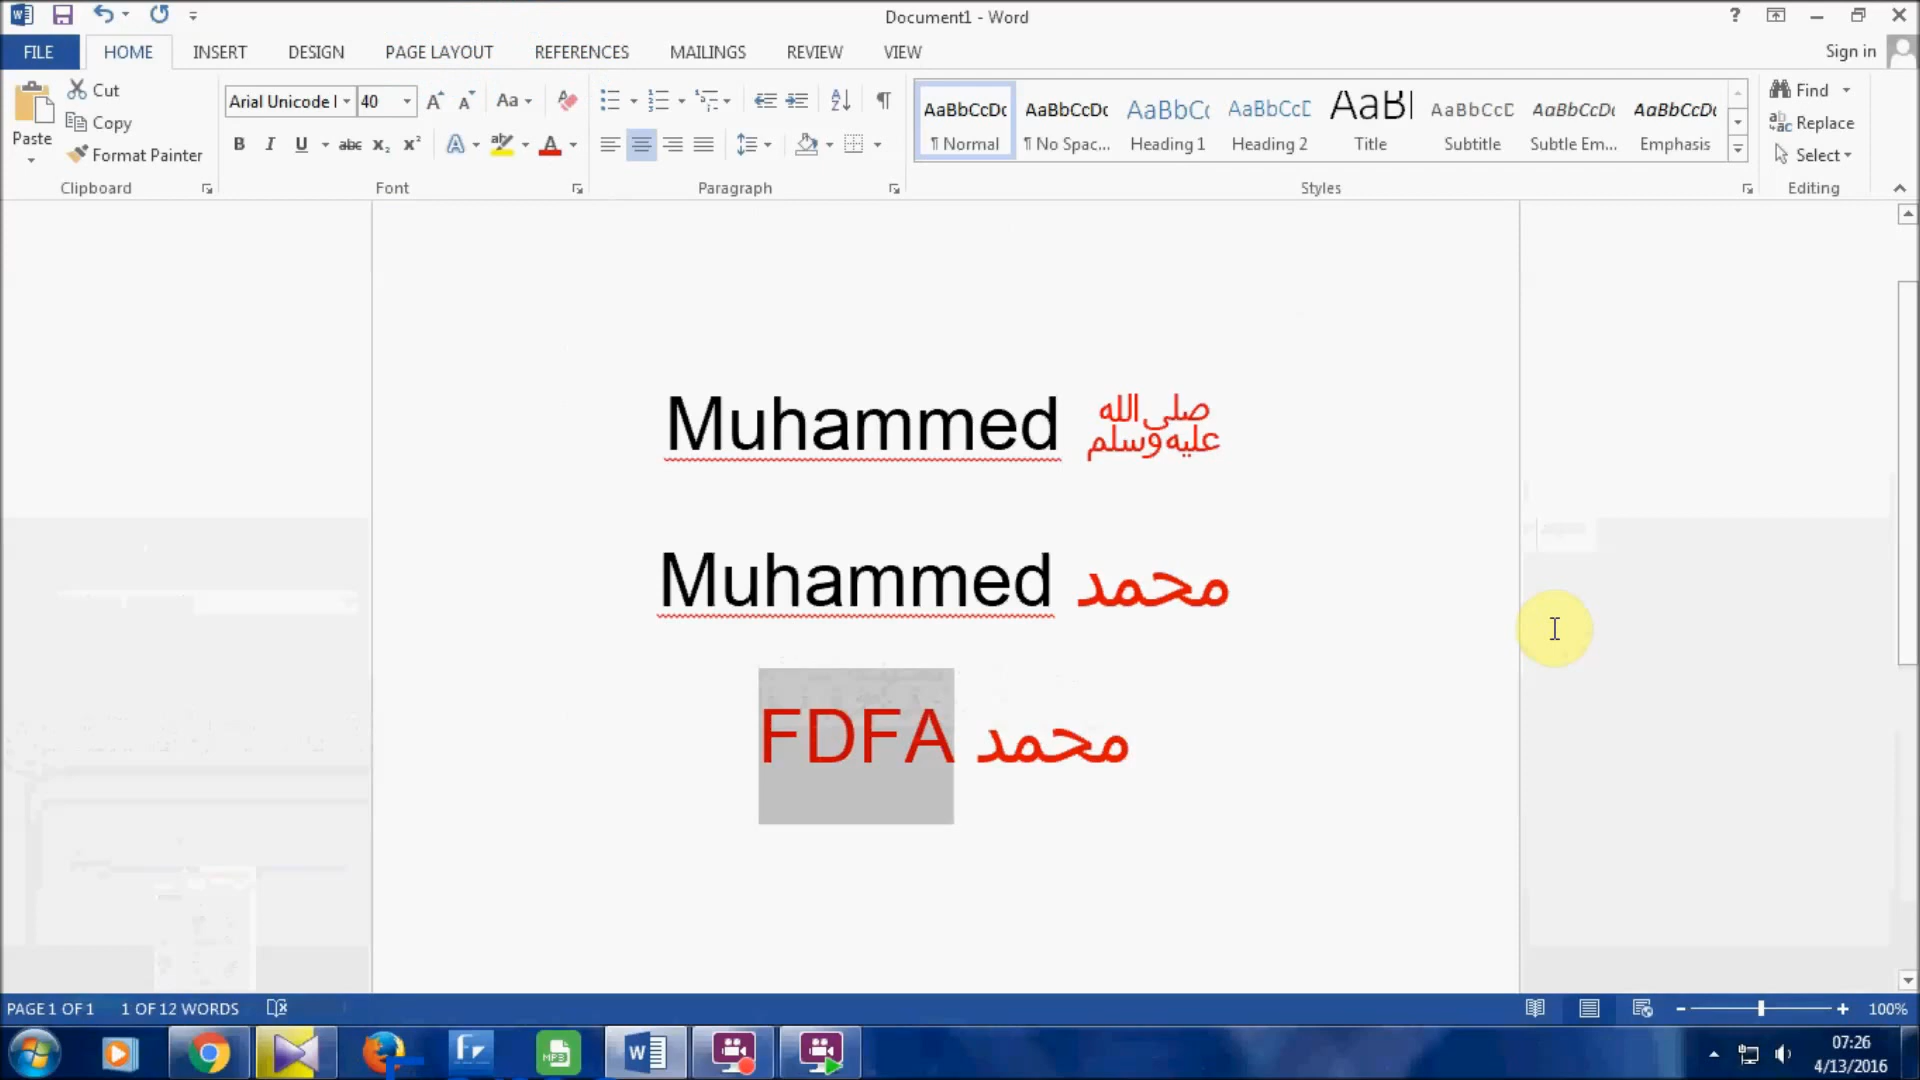 Document1 - Word
FILE HOME INSERT DESIGN PAGE LAYOUT REFERENCES MAILINGS REVIEW VIEW Sign in
Paste
Cut
Copy
Format Painter
Clipboard
Arial Unicode 40
Font
Paragraph
AaBbCcDc AaBbCcDc AaBbCc AaBbCcD AaBl AaBbCcD AaBbCcDc AaBbCcDc
¶ Normal ¶ No Spac... Heading 1 Heading 2 Title Subtitle Subtle Em... Emphasis
Styles
Find
Replace
Select
Editing
Muhammed ﷺ
Muhammed محمد
FDFA محمد
PAGE 1 OF 1 1 OF 12 WORDS 100%
07:26
4/13/2016